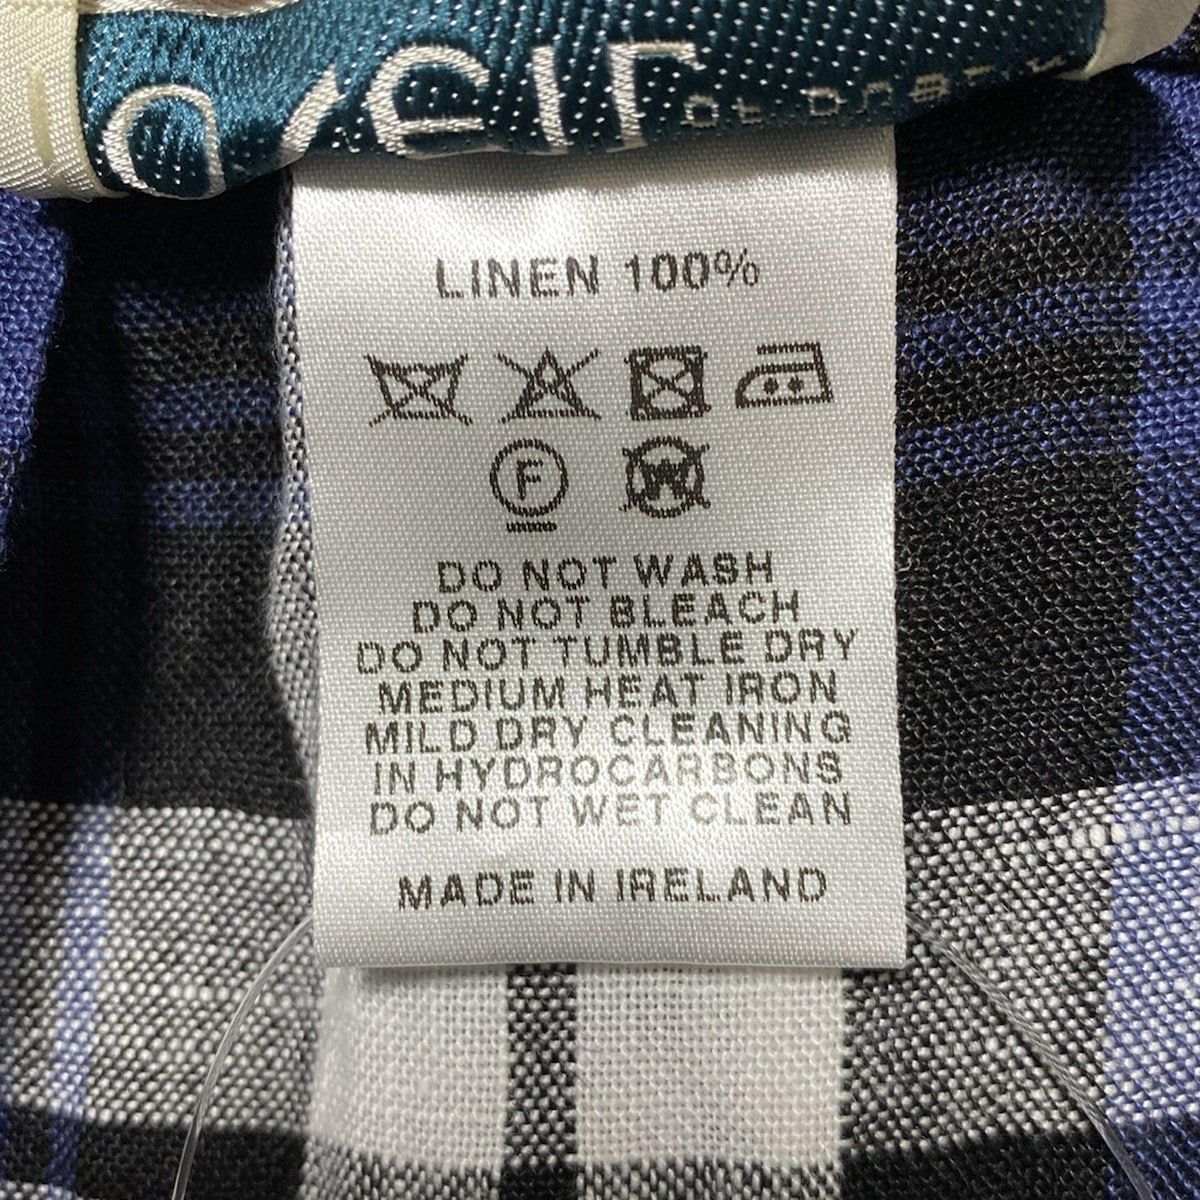 LINEN 100%
F
W
DO NOT WASH
DO NOT BLEACH
DO NOT TUMBLE DRY
MEDIUM HEAT IRON
MILD DRY CLEANING
IN HYDROCARBONS
DO NOT WET CLEAN
MADE IN IRELAND